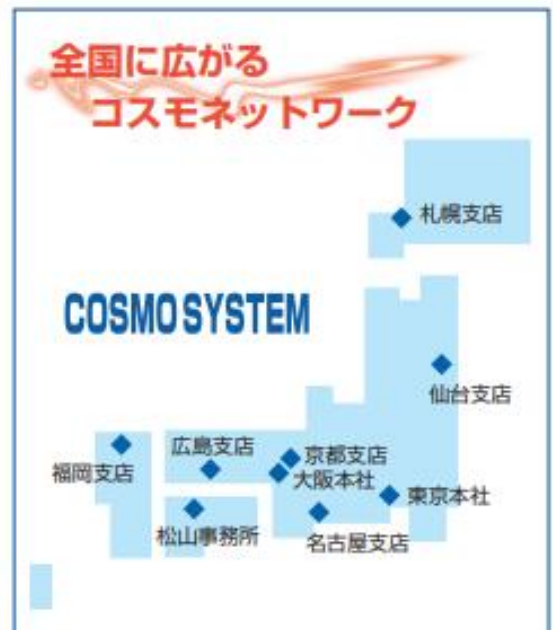 全国に広がる
コスモネットワーク
札幌支店
COSMO SYSTEM
仙台支店
広島支店
京都支店
福岡支店
大阪本社
東京本社
松山事務所
名古屋支店